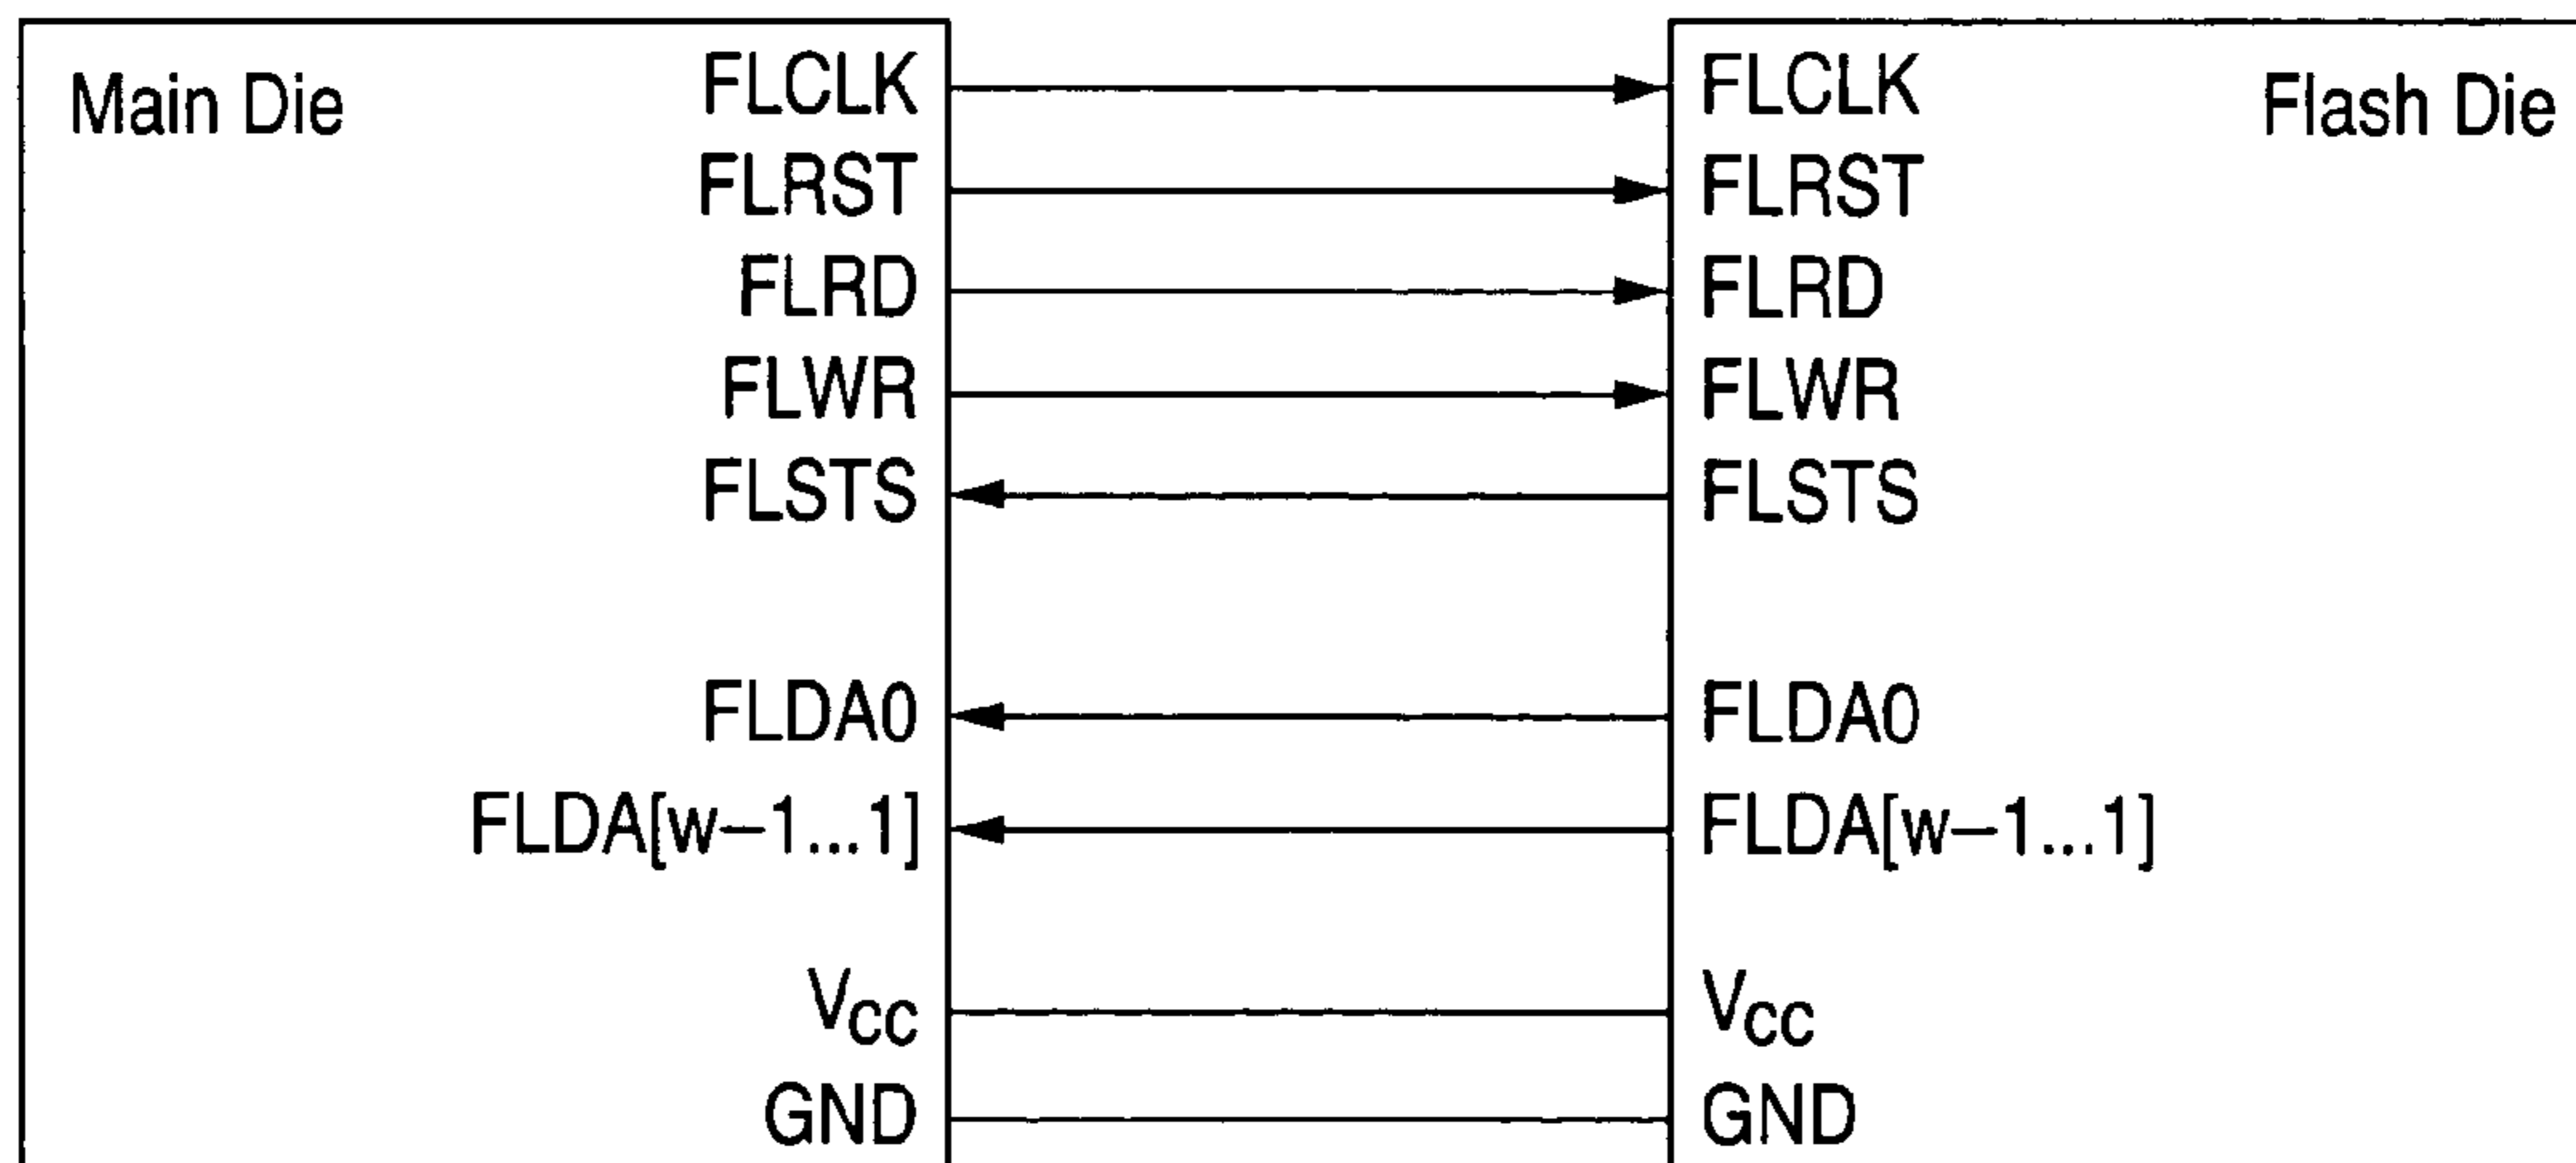 Main Die FLCLK FLCLK Flash Die
FLRST FLRST
FLRD FLRD
FLWR FLWR
FLSTS FLSTS
FLDA0 FLDA0
FLDA[w–1...1] FLDA[w–1...1]
VCC VCC
GND GND